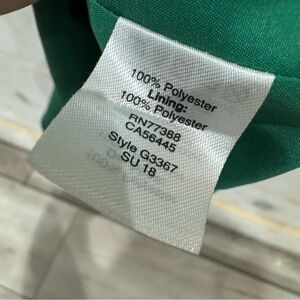 100% Polyester
Lining:
100% Polyester
RN77388
CA56445
Style G3367
SU 18